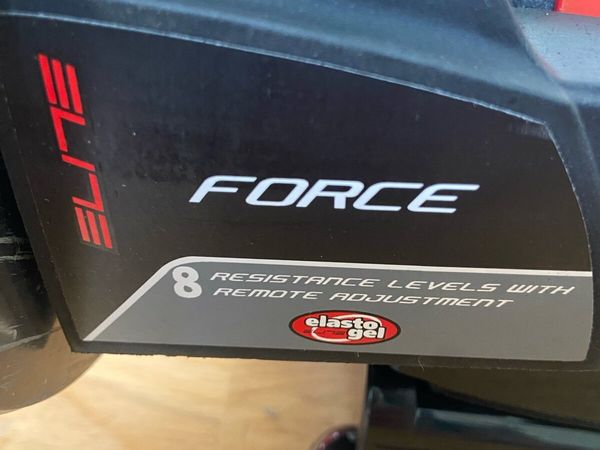 ELITE
FORCE
8 RESISTANCE LEVELS WITH
REMOTE ADJUSTMENT
elasto
gel